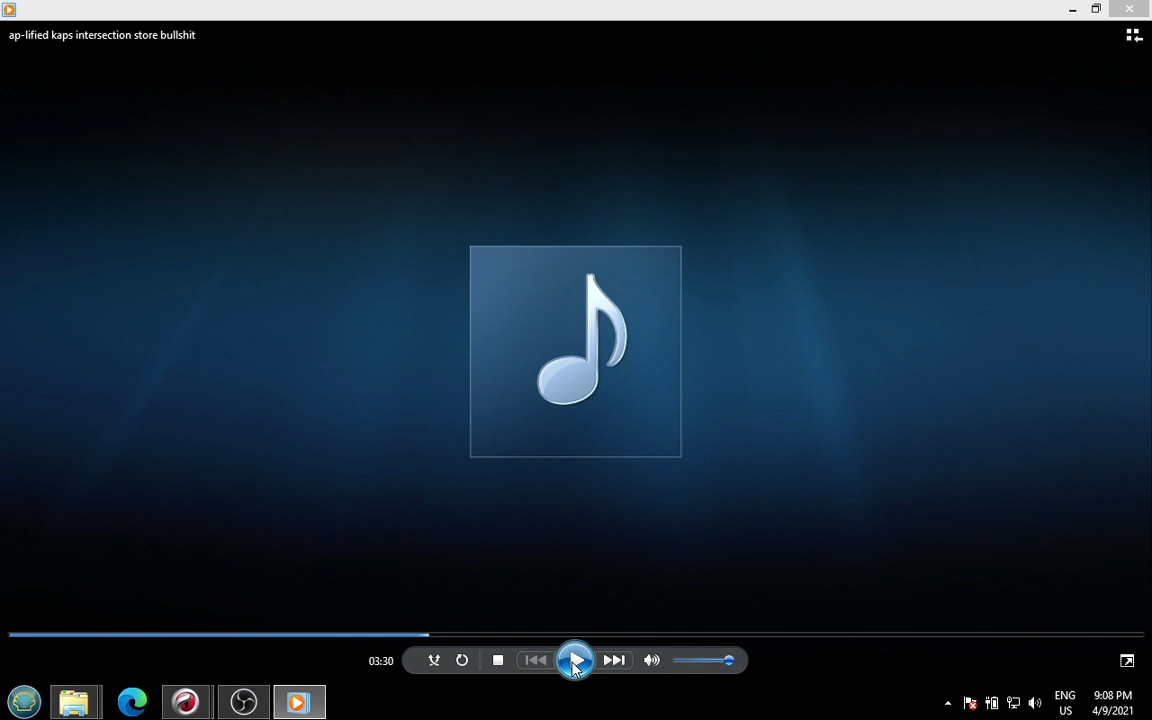 ap-lified kaps intersection store bullshit
03:30
ENG
US
9:08 PM
4/9/2021